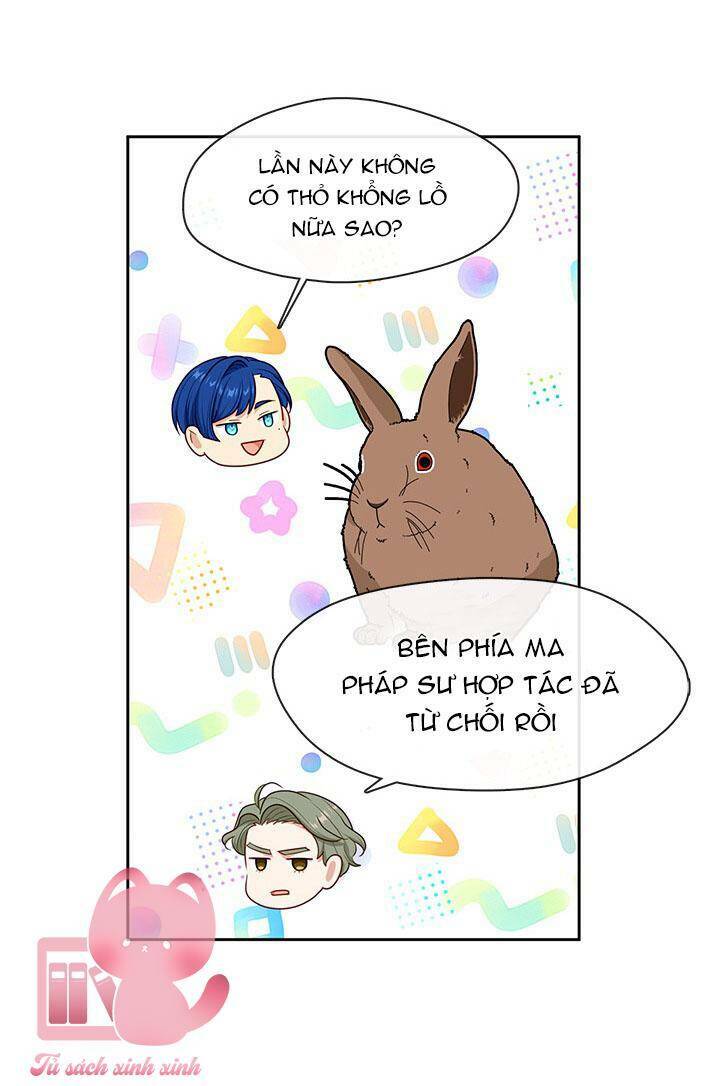 LẦN NÀY KHÔNG
CÓ THỎ KHỔNG LỒ
NỮA SAO?
BÊN PHÍA MA
PHÁP SƯ HỢP TÁC ĐÃ
TỪ CHỐI RỒI
Tủ sách xinh xinh